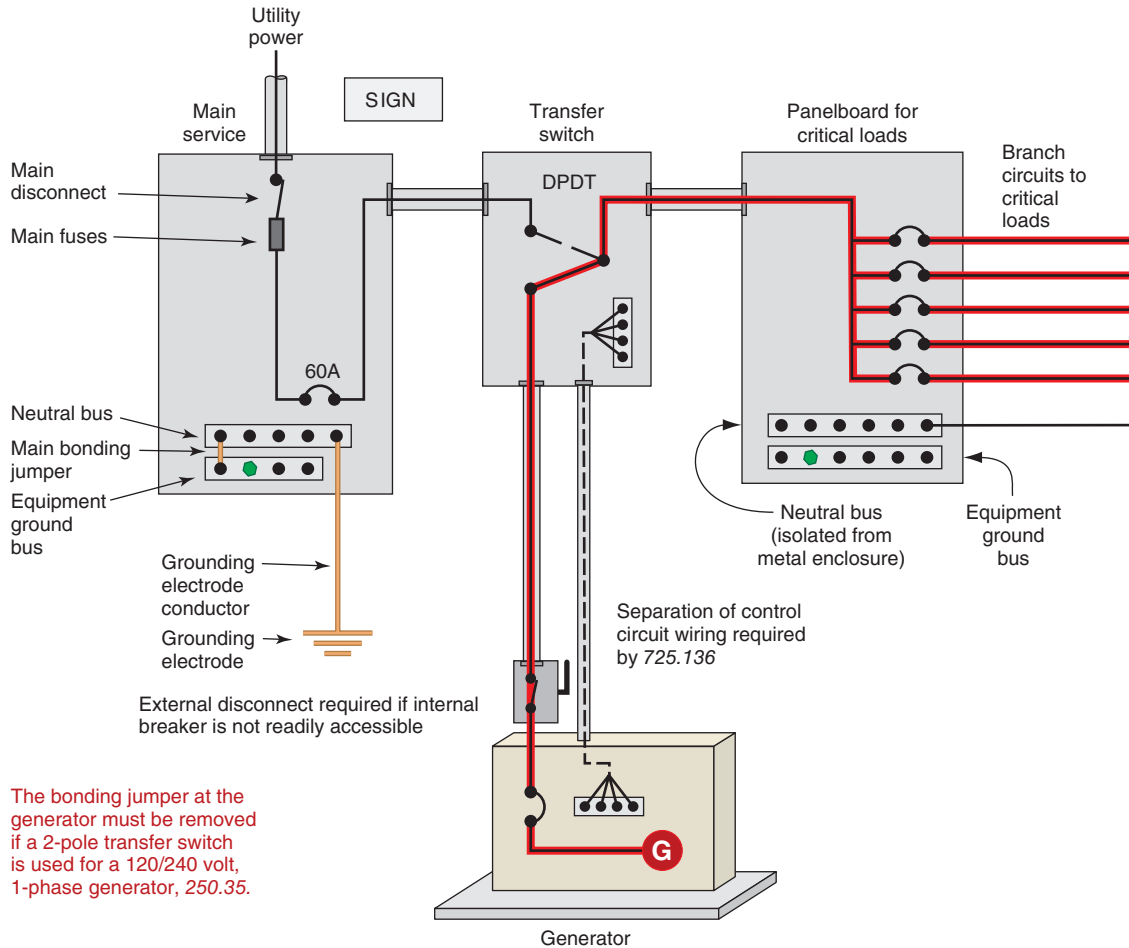 Utility
power
SIGN
Main
service
Transfer
switch
Panelboard for
critical loads
Main
disconnect
DPDT
Branch
circuits to
critical
loads
Main fuses
60A
Neutral bus
Main bonding
jumper
Equipment
ground
bus
Neutral bus
(isolated from
metal enclosure)
Equipment
ground
bus
Grounding
electrode
conductor
Grounding
electrode
Separation of control
circuit wiring required
by 725.136
External disconnect required if internal
breaker is not readily accessible
The bonding jumper at the
generator must be removed
if a 2-pole transfer switch
is used for a 120/240 volt,
1-phase generator, 250.35.
G
Generator